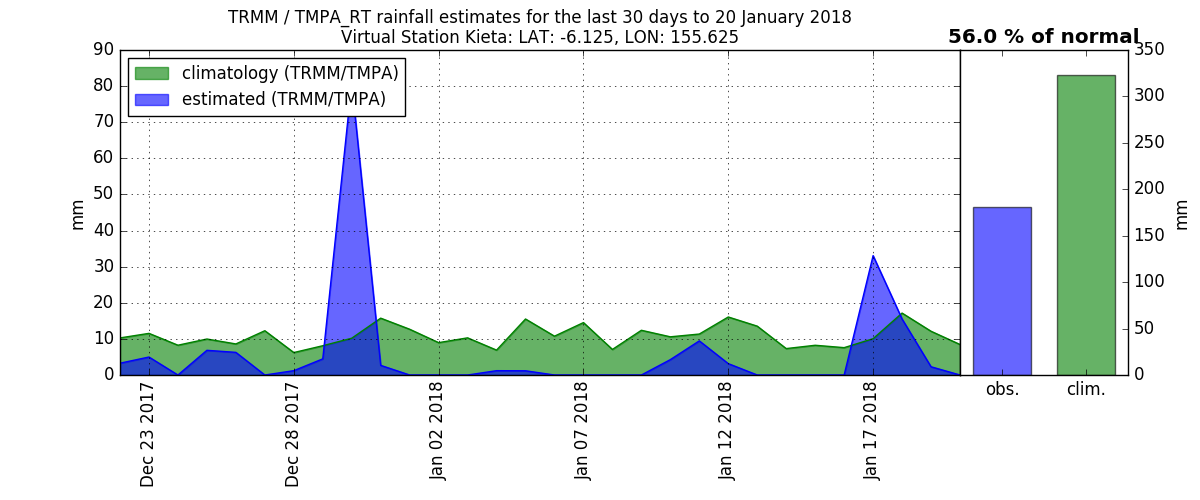 TRMM / TMPA_RT rainfall estimates for the last 30 days to 20 January 2018
Virtual Station Kieta: LAT: -6.125, LON: 155.625
56.0 % of normal
climatology (TRMM/TMPA)
estimated (TRMM/TMPA)
mm
90
80
70
60
50
40
30
20
10
0
Dec 23 2017
Dec 28 2017
Jan 02 2018
Jan 07 2018
Jan 12 2018
Jan 17 2018
obs.
clim.
350
300
250
200
150
100
50
0
mm